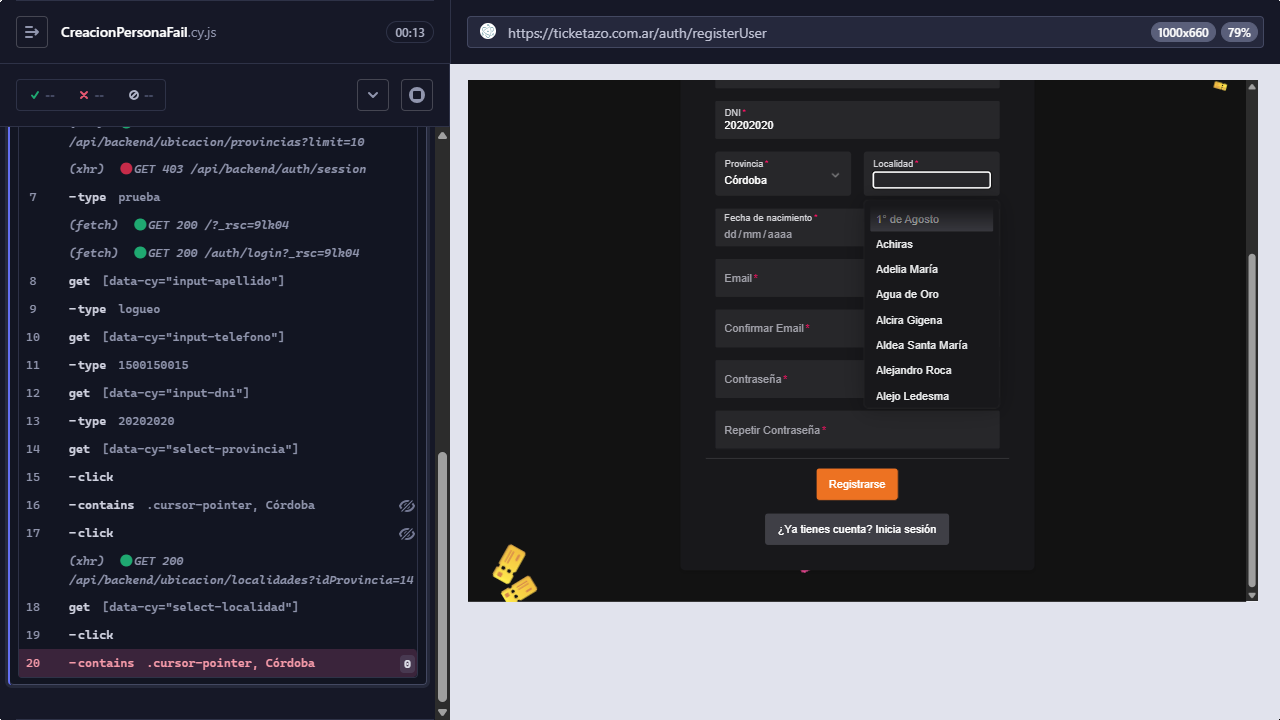 CreacionPersonaFail.cy.js
00:13
-- -- --
/api/backend/ubicacion/provincias?limit=10
(xhr) GET 403 /api/backend/auth/session
7 -type prueba
(fetch) GET 200 /?_rsc=9lk04
(fetch) GET 200 /auth/login?_rsc=9lk04
8 get [data-cy="input-apellido"]
9 -type logueo
10 get [data-cy="input-telefono"]
11 -type 1500150015
12 get [data-cy="input-dni"]
13 -type 20202020
14 get [data-cy="select-provincia"]
15 -click
16 -contains .cursor-pointer, Córdoba
17 -click
(xhr) GET 200
/api/backend/ubicacion/localidades?idProvincia=14
18 get [data-cy="select-localidad"]
19 -click
20 -contains .cursor-pointer, Córdoba 0
https://ticketazo.com.ar/auth/registerUser
1000x660
79%
DNI*
20202020
Provincia*
Córdoba
Localidad*
Fecha de nacimiento*
dd/mm/aaaa
1° de Agosto
Achiras
Adelia María
Agua de Oro
Alcira Gigena
Aldea Santa María
Alejandro Roca
Alejo Ledesma
Email*
Confirmar Email*
Contraseña*
Repetir Contraseña*
Registrarse
¿Ya tienes cuenta? Inicia sesión